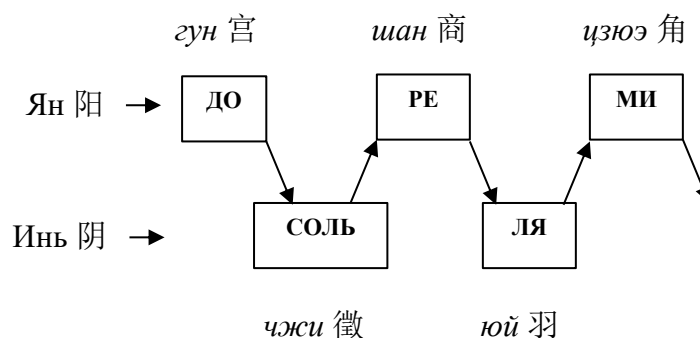 гун 宫 шан 商 цзюэ 角
Ян 阳 ДО РЕ МИ
Инь 阴 СОЛЬ ЛЯ
чжи 徵 юй 羽